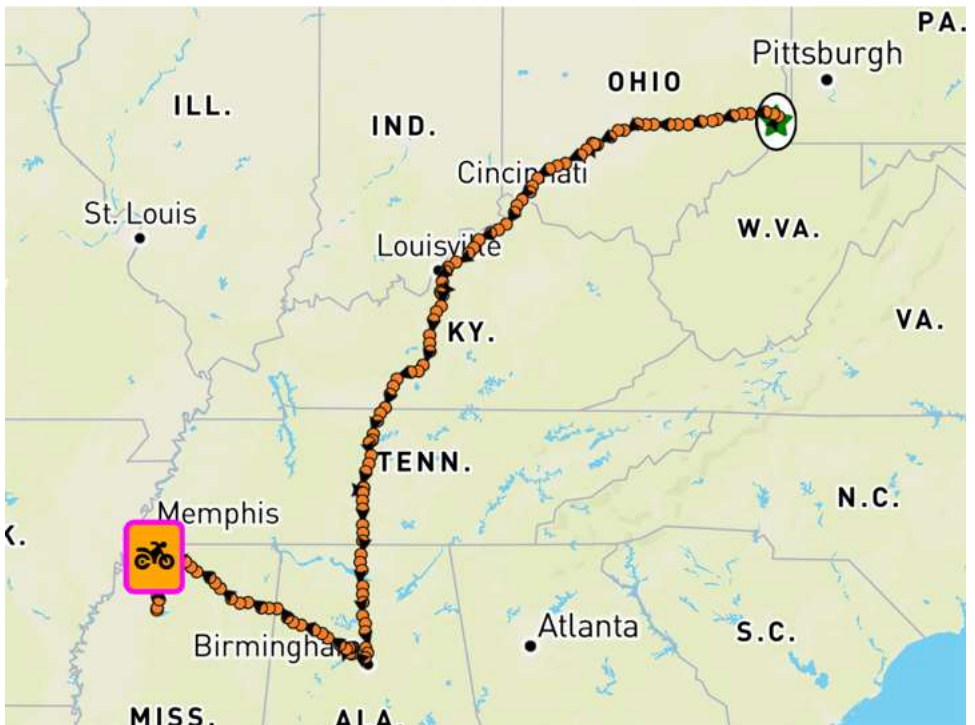 PA.
Pittsburgh
OHIO
ILL.
IND.
Cincinnati
St. Louis
W.VA.
Louisville
VA.
KY.
TENN.
N.C.
Memphis
K.
Atlanta
S.C.
Birmingham
MISS.
ALA.